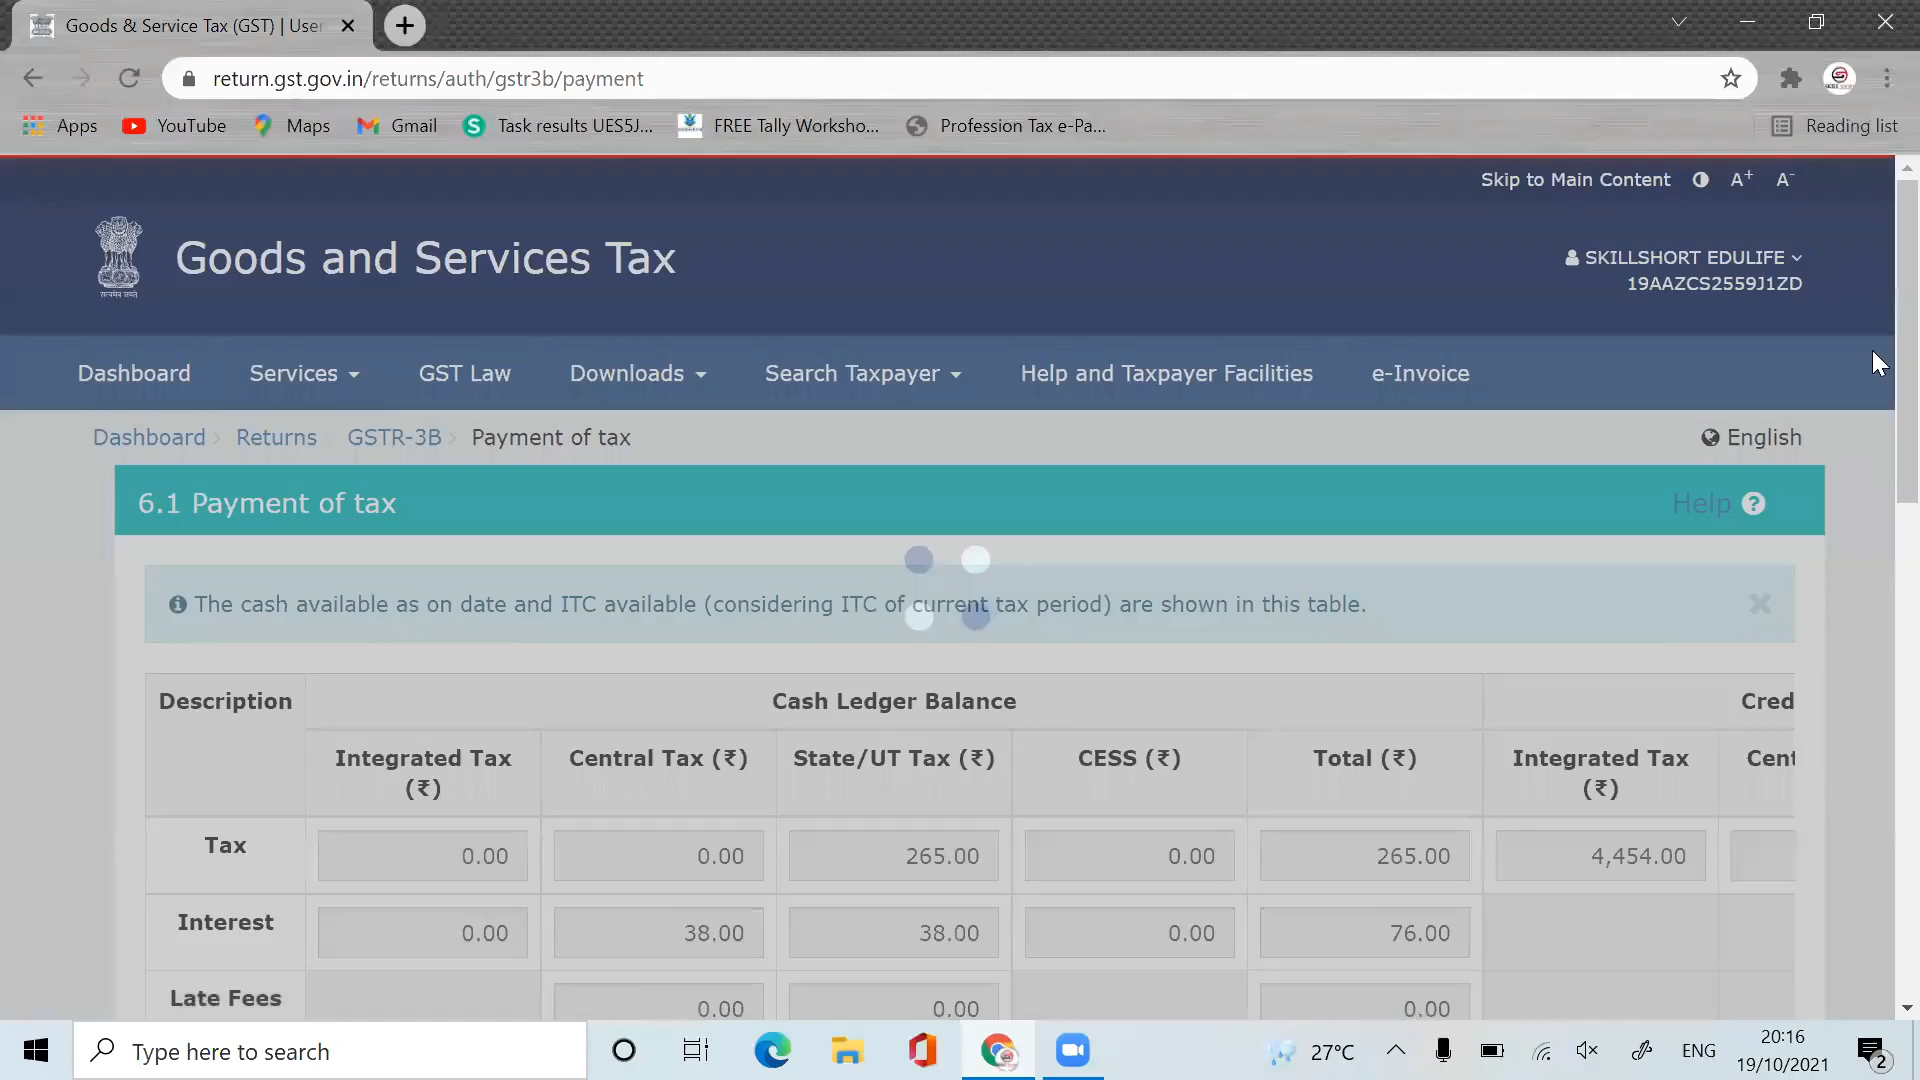 Goods & Service Tax (GST) | User
return.gst.gov.in/returns/auth/gstr3b/payment
Apps YouTube Maps Gmail Task results UES5J... FREE Tally Worksho... Profession Tax e-Pa... Reading list
Skip to Main Content A+ A-
सत्यमेव जयते
Goods and Services Tax
SKILLSHORT EDULIFE
19AAZCS2559J1ZD
Dashboard Services GST Law Downloads Search Taxpayer Help and Taxpayer Facilities e-Invoice
Dashboard Returns GSTR-3B Payment of tax English
6.1 Payment of tax Help
The cash available as on date and ITC available (considering ITC of current tax period) are shown in this table.
Description Cash Ledger Balance Cred
Integrated Tax (₹) Central Tax (₹) State/UT Tax (₹) CESS (₹) Total (₹) Integrated Tax (₹) Cent
Tax 0.00 0.00 265.00 0.00 265.00 4,454.00
Interest 0.00 38.00 38.00 0.00 76.00
Late Fees 0.00 0.00 0.00
Type here to search 27°C ENG 20:16
19/10/2021 2